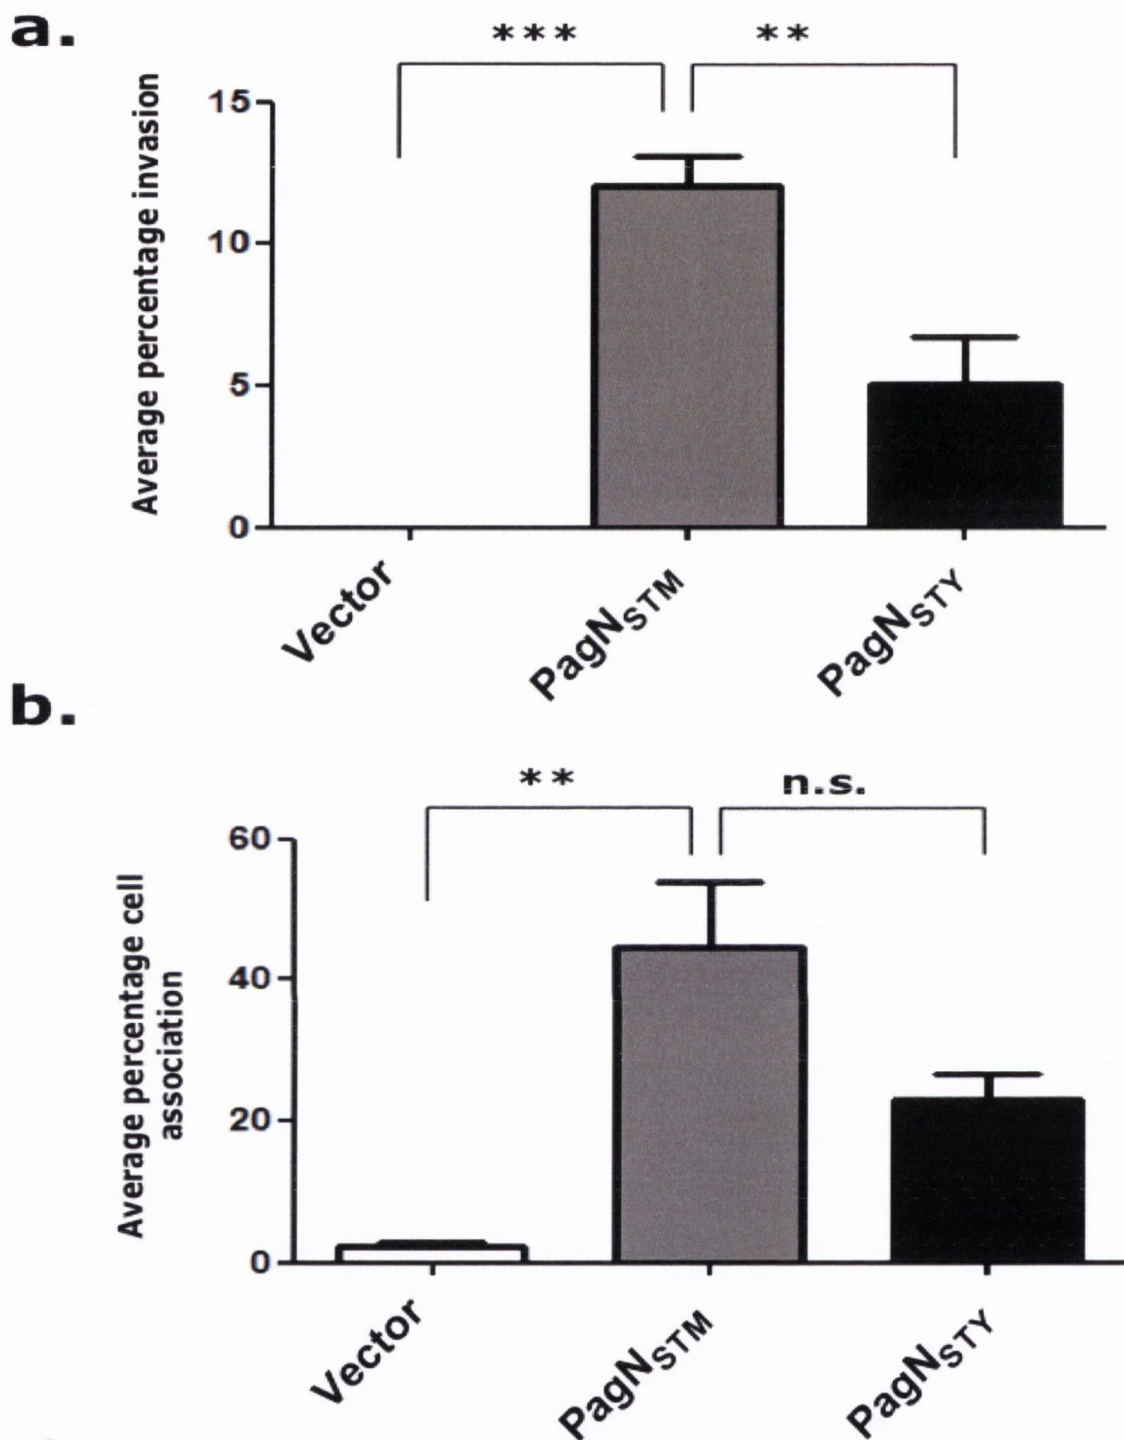 a.
*** **
Average percentage invasion
15
10
5
0
Vector PagNSTM PagNSTY
b.
** n.s.
Average percentage cell
association
60
40
20
0
Vector PagNSTM PagNSTY